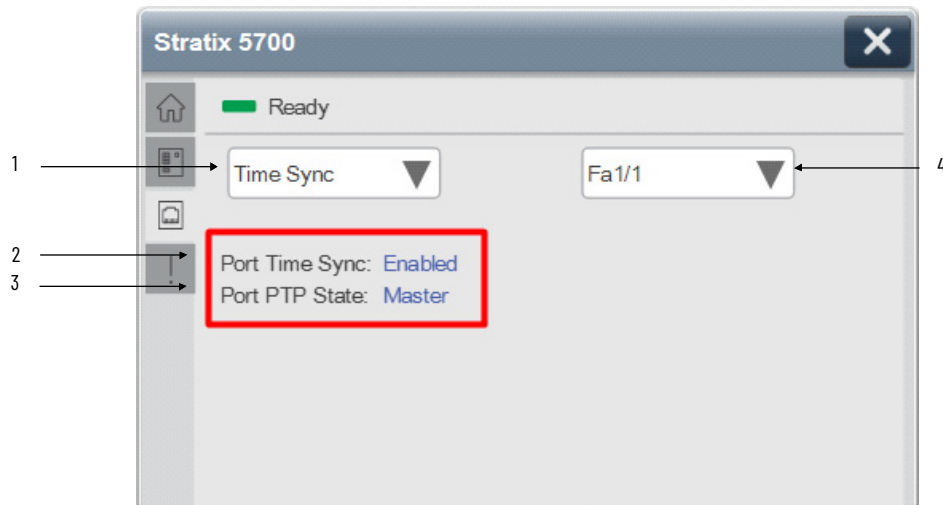 Stratix 5700
Ready
1
Time Sync
Fa1/1
4
2
Port Time Sync: Enabled
3
Port PTP State: Master